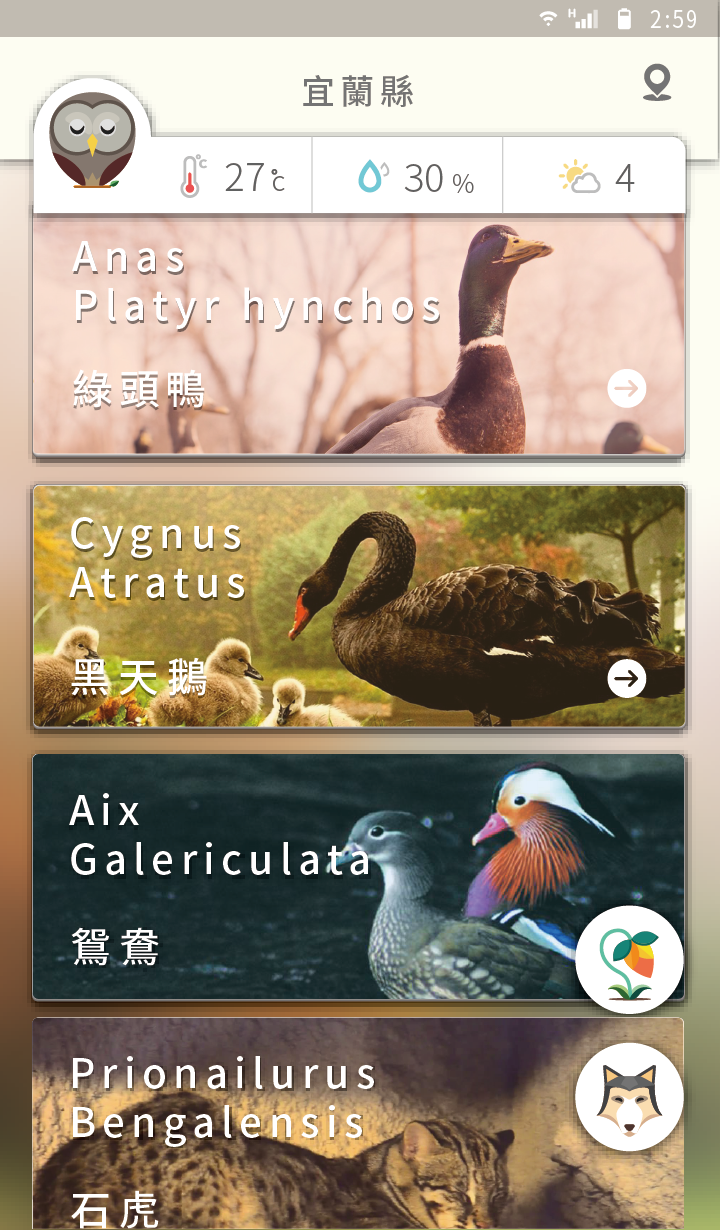 H
2:59
宜蘭縣
27℃
30 %
4
Anas
Platyr hynchos
綠頭鴨
Cygnus
Atratus
黑天鵝
Aix
Galericulata
鴛鴦
Prionailurus
Bengalensis
石虎